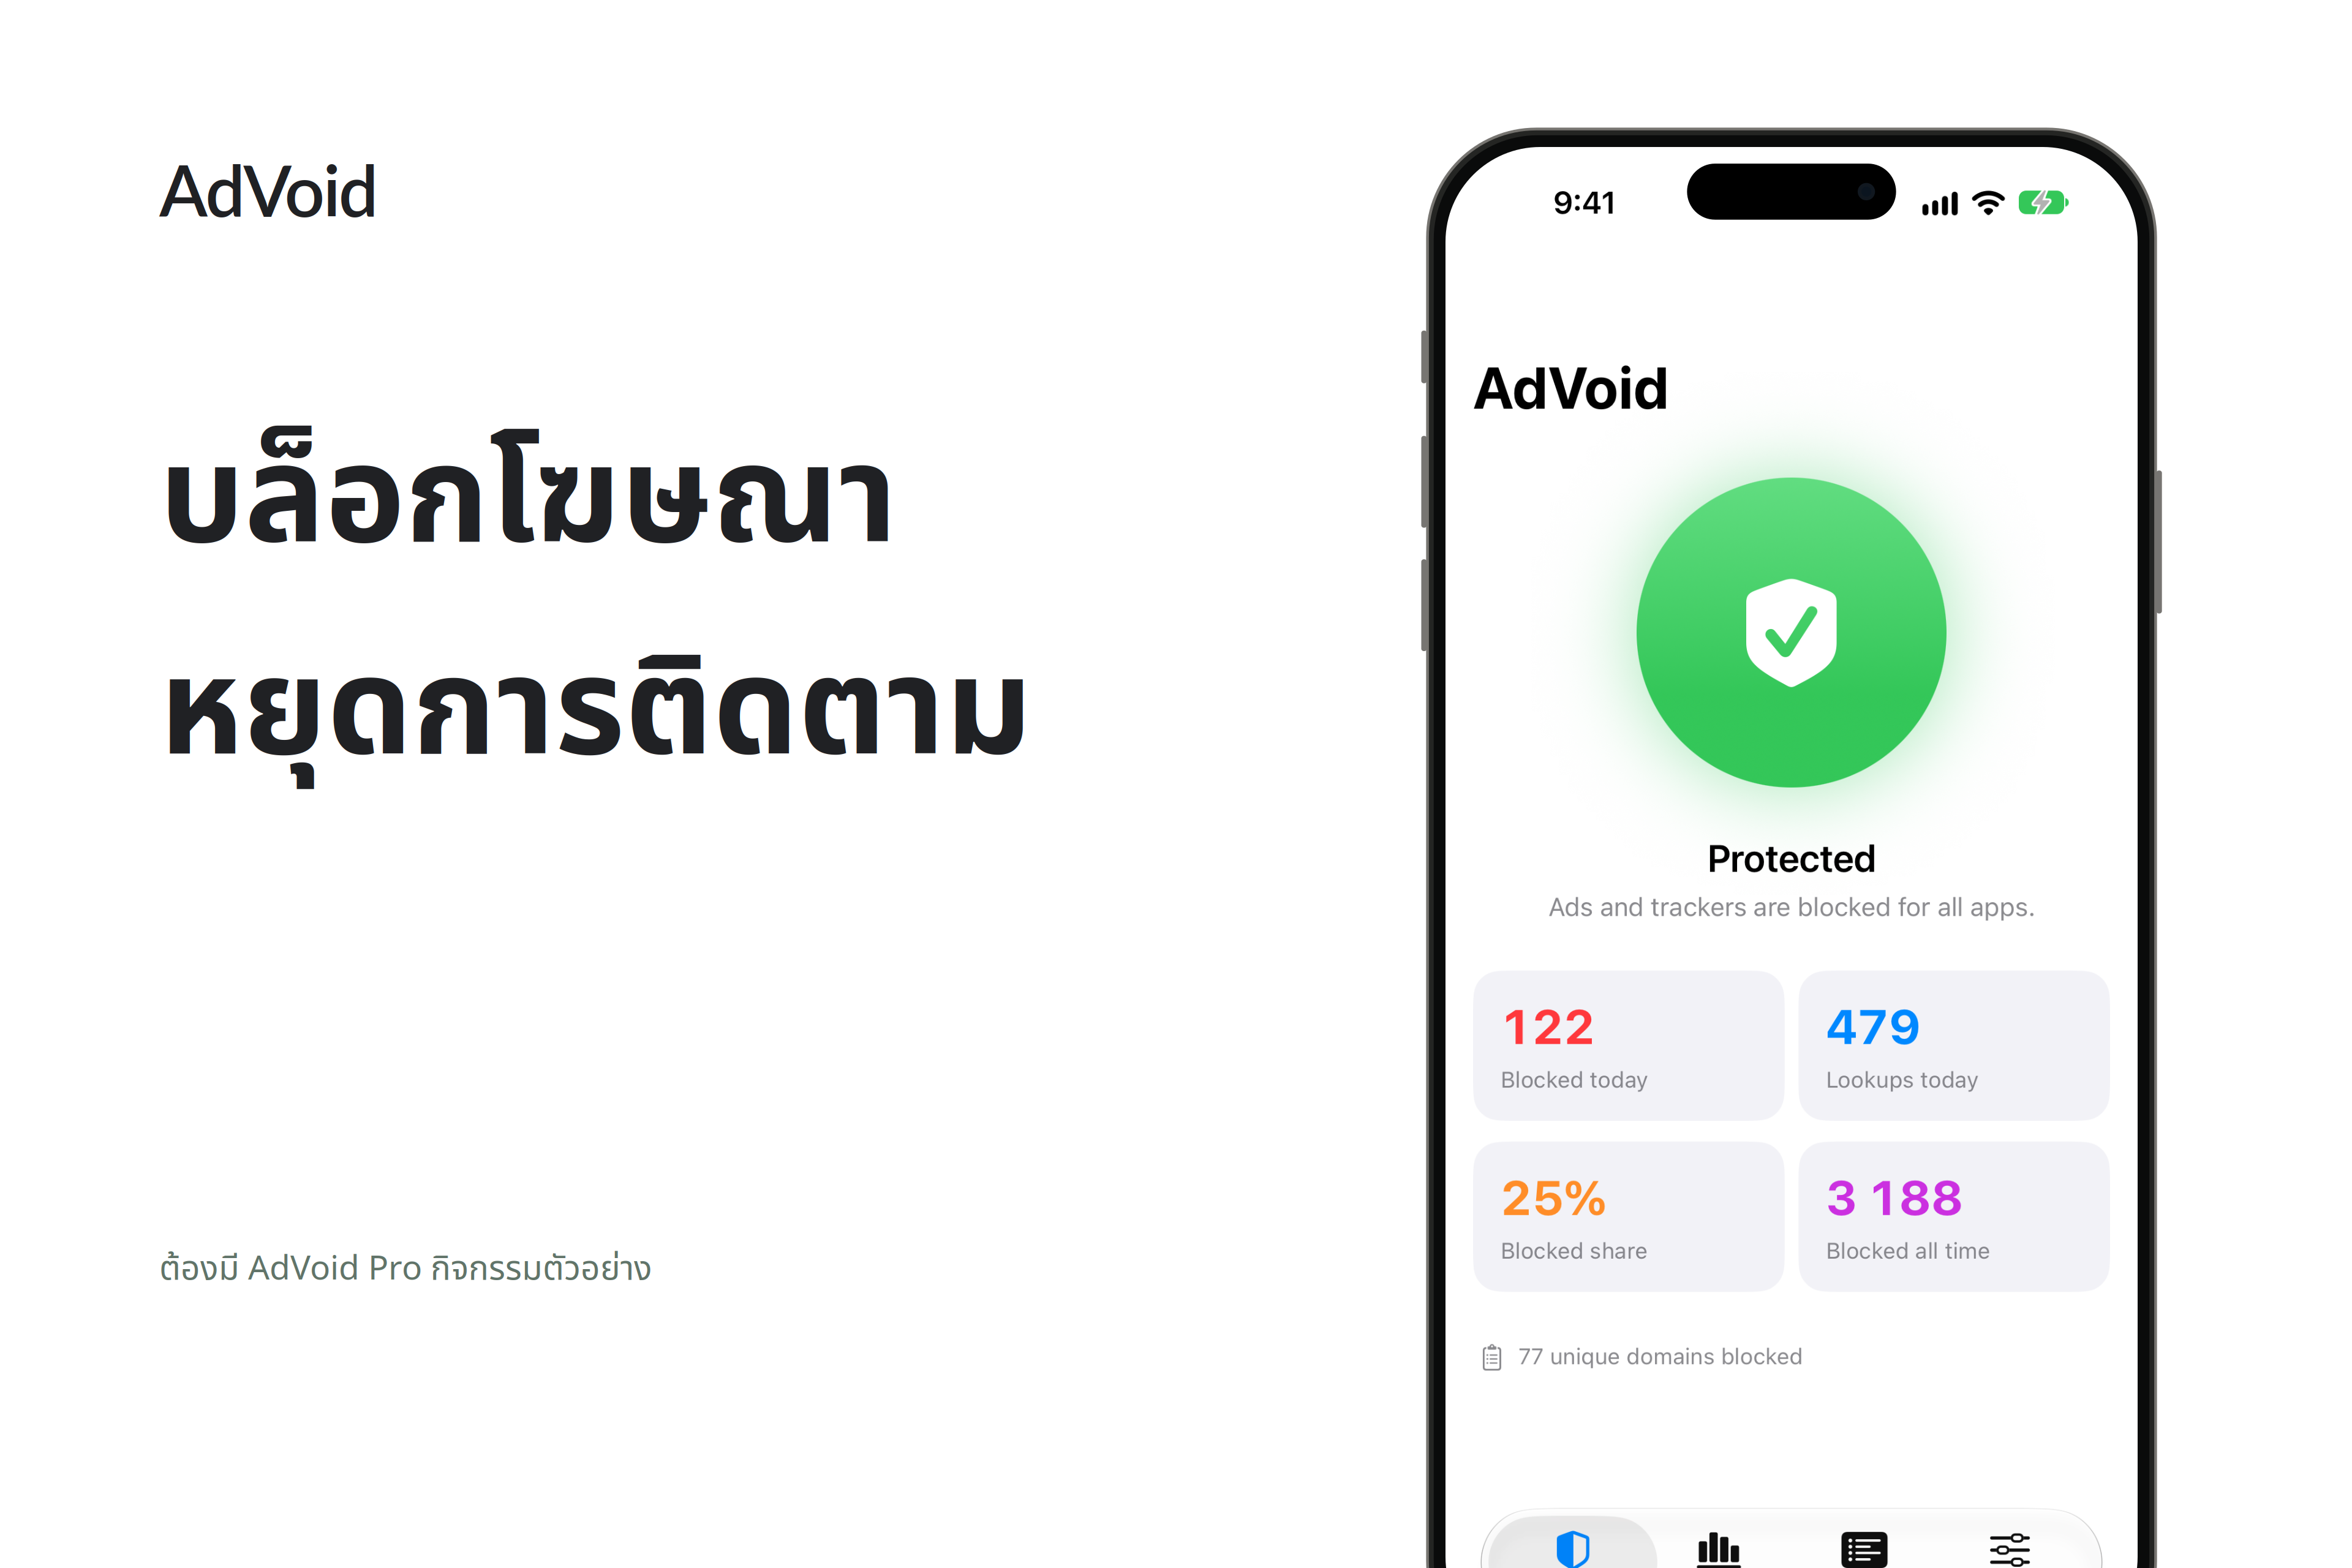 AdVoid
บล็อกโฆษณา
หยุดการติดตาม
ต้องมี AdVoid Pro กิจกรรมตัวอย่าง
9:41
AdVoid
Protected
Ads and trackers are blocked for all apps.
122
Blocked today
479
Lookups today
25%
Blocked share
3 188
Blocked all time
77 unique domains blocked